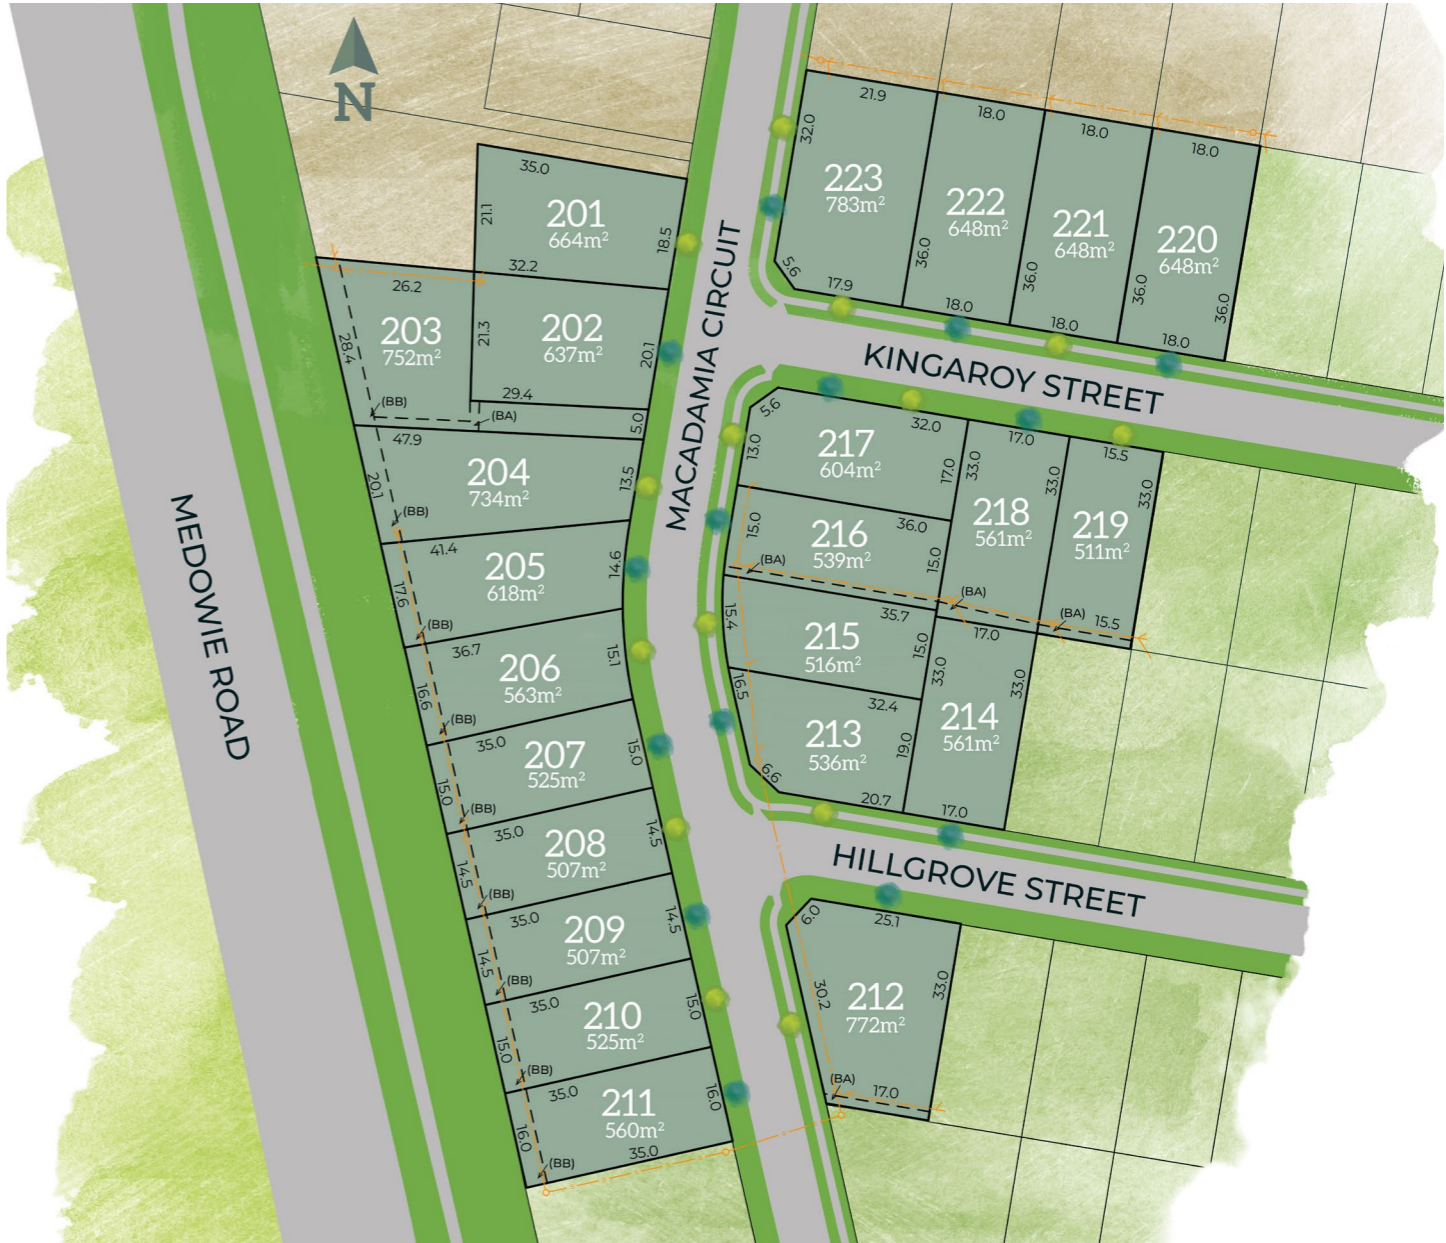 N
MEDOWIE ROAD
MACADAMIA CIRCUIT
KINGAROY STREET
HILLGROVE STREET
35.0
21.1
201
664m²
18.5
32.2
26.2
203
752m²
28.4
21.3
202
637m²
20.1
29.4
(BB)
(BA)
5.0
47.9
204
734m²
20.1
13.5
(BB)
41.4
205
618m²
17.6
14.6
(BB)
36.7
206
563m²
16.6
15.1
(BB)
35.0
207
525m²
15.0
15.0
(BB)
35.0
208
507m²
14.5
14.5
(BB)
35.0
209
507m²
14.5
14.5
(BB)
35.0
210
525m²
15.0
15.0
(BB)
35.0
211
560m²
16.0
16.0
(BB)
35.0
21.9
32.0
223
783m²
5.6
17.9
18.0
222
648m²
36.0
18.0
18.0
221
648m²
36.0
18.0
18.0
220
648m²
36.0
36.0
18.0
5.6
32.0
217
604m²
13.0
17.0
36.0
216
539m²
15.0
15.0
(BA)
17.0
33.0
218
561m²
33.0
(BA)
15.5
219
511m²
33.0
(BA)
15.5
35.7
215
516m²
15.4
15.0
32.4
213
536m²
16.5
19.0
6.6
20.7
17.0
33.0
214
561m²
33.0
17.0
6.0
25.1
212
772m²
30.2
33.0
(BA)
17.0